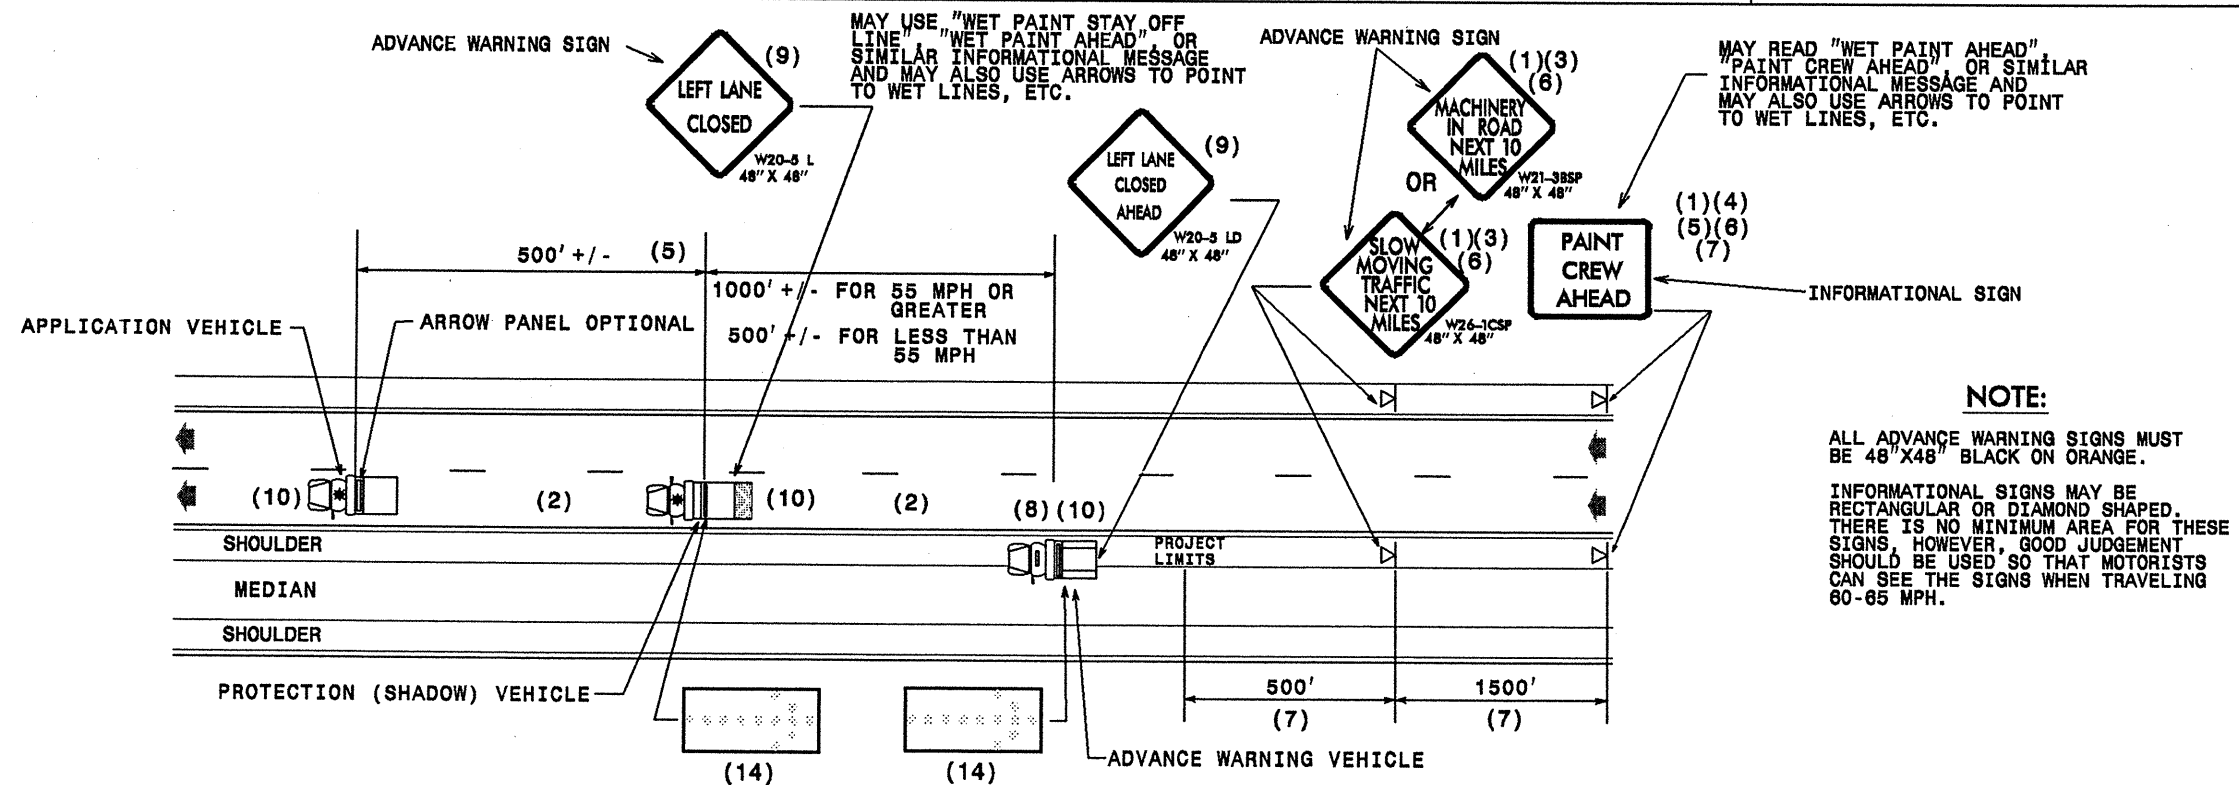 ADVANCE WARNING SIGN
LEFT LANE
CLOSED
(9)
W20-5 L
48" X 48"
MAY USE "WET PAINT STAY OFF
LINE", "WET PAINT AHEAD", OR
SIMILAR INFORMATIONAL MESSAGE
AND MAY ALSO USE ARROWS TO POINT
TO WET LINES, ETC.
LEFT LANE
CLOSED
AHEAD
(9)
W20-5 LD
48" X 48"
ADVANCE WARNING SIGN
(1)(3)
(6)
MACHINERY
IN ROAD
NEXT 10
MILES
W21-3BSP
48" X 48"
OR
SLOW
MOVING
TRAFFIC
NEXT 10
MILES
(1)(3)
(6)
W26-1CSP
48" X 48"
MAY READ "WET PAINT AHEAD",
"PAINT CREW AHEAD", OR SIMILAR
INFORMATIONAL MESSAGE AND
MAY ALSO USE ARROWS TO POINT
TO WET LINES, ETC.
(1)(4)
(5)(6)
(7)
PAINT
CREW
AHEAD
INFORMATIONAL SIGN
500' +/- (5)
1000' +/- FOR 55 MPH OR
GREATER
500' +/- FOR LESS THAN
55 MPH
APPLICATION VEHICLE
ARROW PANEL OPTIONAL
(10)
(2)
(10)
(2)
(8)(10)
SHOULDER
PROJECT
LIMITS
MEDIAN
SHOULDER
PROTECTION (SHADOW) VEHICLE
(14)
(14)
ADVANCE WARNING VEHICLE
500'
(7)
1500'
(7)
NOTE:
ALL ADVANCE WARNING SIGNS MUST
BE 48"X48" BLACK ON ORANGE.
INFORMATIONAL SIGNS MAY BE
RECTANGULAR OR DIAMOND SHAPED.
THERE IS NO MINIMUM AREA FOR THESE
SIGNS, HOWEVER, GOOD JUDGEMENT
SHOULD BE USED SO THAT MOTORISTS
CAN SEE THE SIGNS WHEN TRAVELING
60-65 MPH.